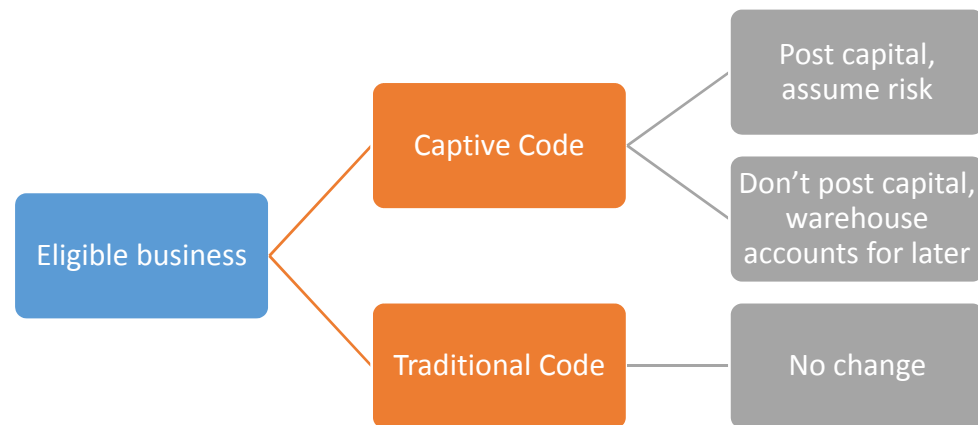 Eligible business
Captive Code
Traditional Code
Post capital,
assume risk
Don’t post capital,
warehouse
accounts for later
No change